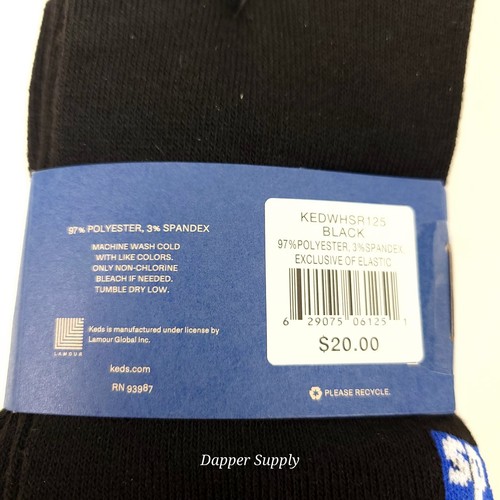 97% POLYESTER, 3% SPANDEX
MACHINE WASH COLD
WITH LIKE COLORS.
ONLY NON-CHLORINE
BLEACH IF NEEDED.
TUMBLE DRY LOW.
LAMOUR
Keds is manufactured under license by
Lamour Global Inc.
keds.com
RN 93987
KEDWHSR125
BLACK
97%POLYESTER, 3%SPANDEX
EXCLUSIVE OF ELASTIC
6 29075 06125 1
$20.00
PLEASE RECYCLE.
Dapper Supply